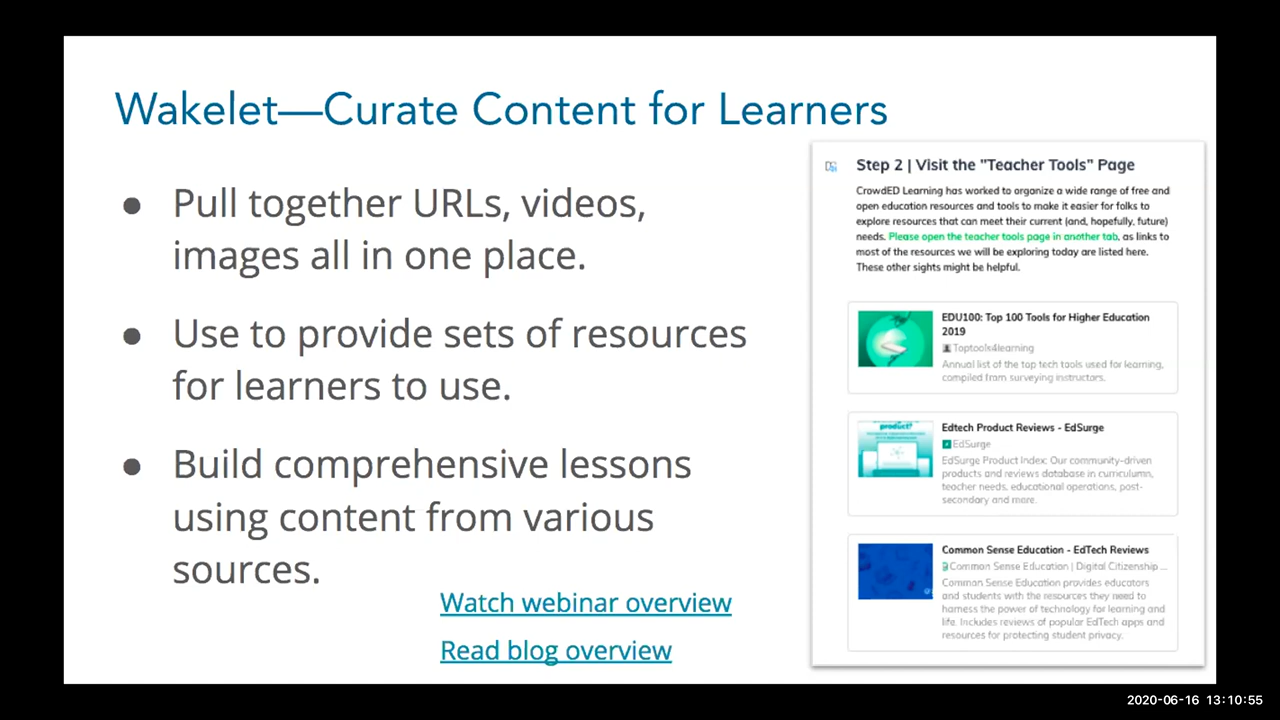 Wakelet—Curate Content for Learners
● Pull together URLs, videos,
images all in one place.
● Use to provide sets of resources
for learners to use.
● Build comprehensive lessons
using content from various
sources.
Watch webinar overview
Read blog overview
Step 2 | Visit the "Teacher Tools" Page
CrowdED Learning has worked to organize a wide range of free and
open education resources and tools to make it easier for folks to
explore resources that can meet their current (and, hopefully, future)
needs. Please open the teacher tools page in another tab, as links to
most of the resources we will be exploring today are listed here.
These other sights might be helpful.
EDU100: Top 100 Tools for Higher Education
2019
Toptools4learning
Annual list of the top tech tools used for learning,
compiled from surveying instructors.
product?
Edtech Product Reviews - EdSurge
EdSurge
EdSurge Product Index: Our community-driven
products and reviews database in curriculums,
teacher needs, educational operations, post-
secondary and more.
Common Sense Education - EdTech Reviews
Common Sense Education | Digital Citizenship ...
Common Sense Education provides educators
and students with the resources they need to
harness the power of technology for learning and
life. Includes reviews of popular EdTech apps and
resources for protecting student privacy.
2020-06-16 13:10:55